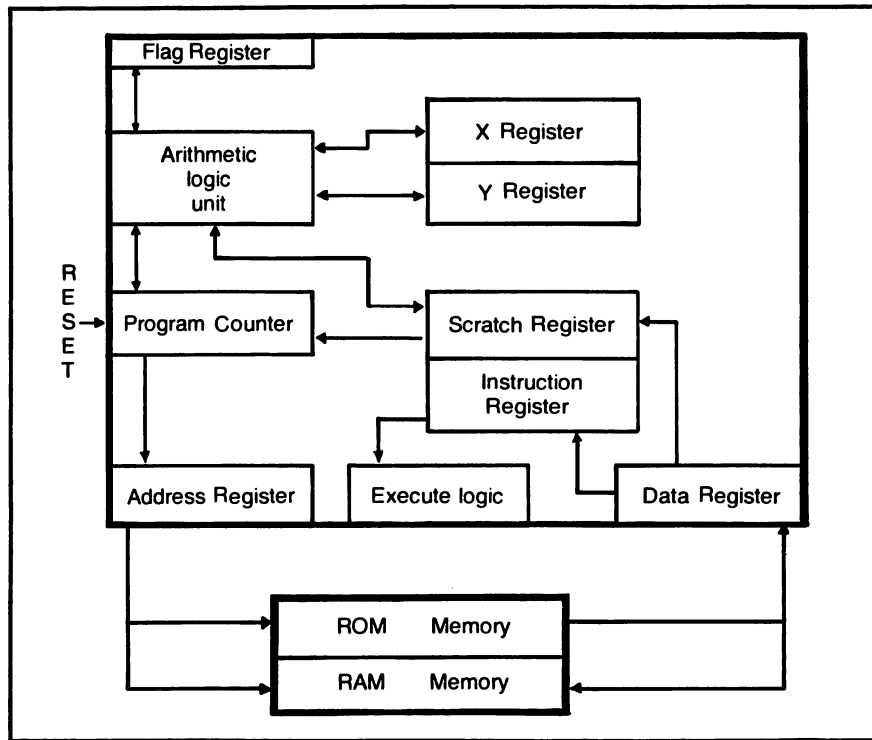 Flag Register
Arithmetic
logic
unit
X Register
Y Register
RESET
Program Counter
Scratch Register
Instruction
Register
Address Register
Execute logic
Data Register
ROM Memory
RAM Memory